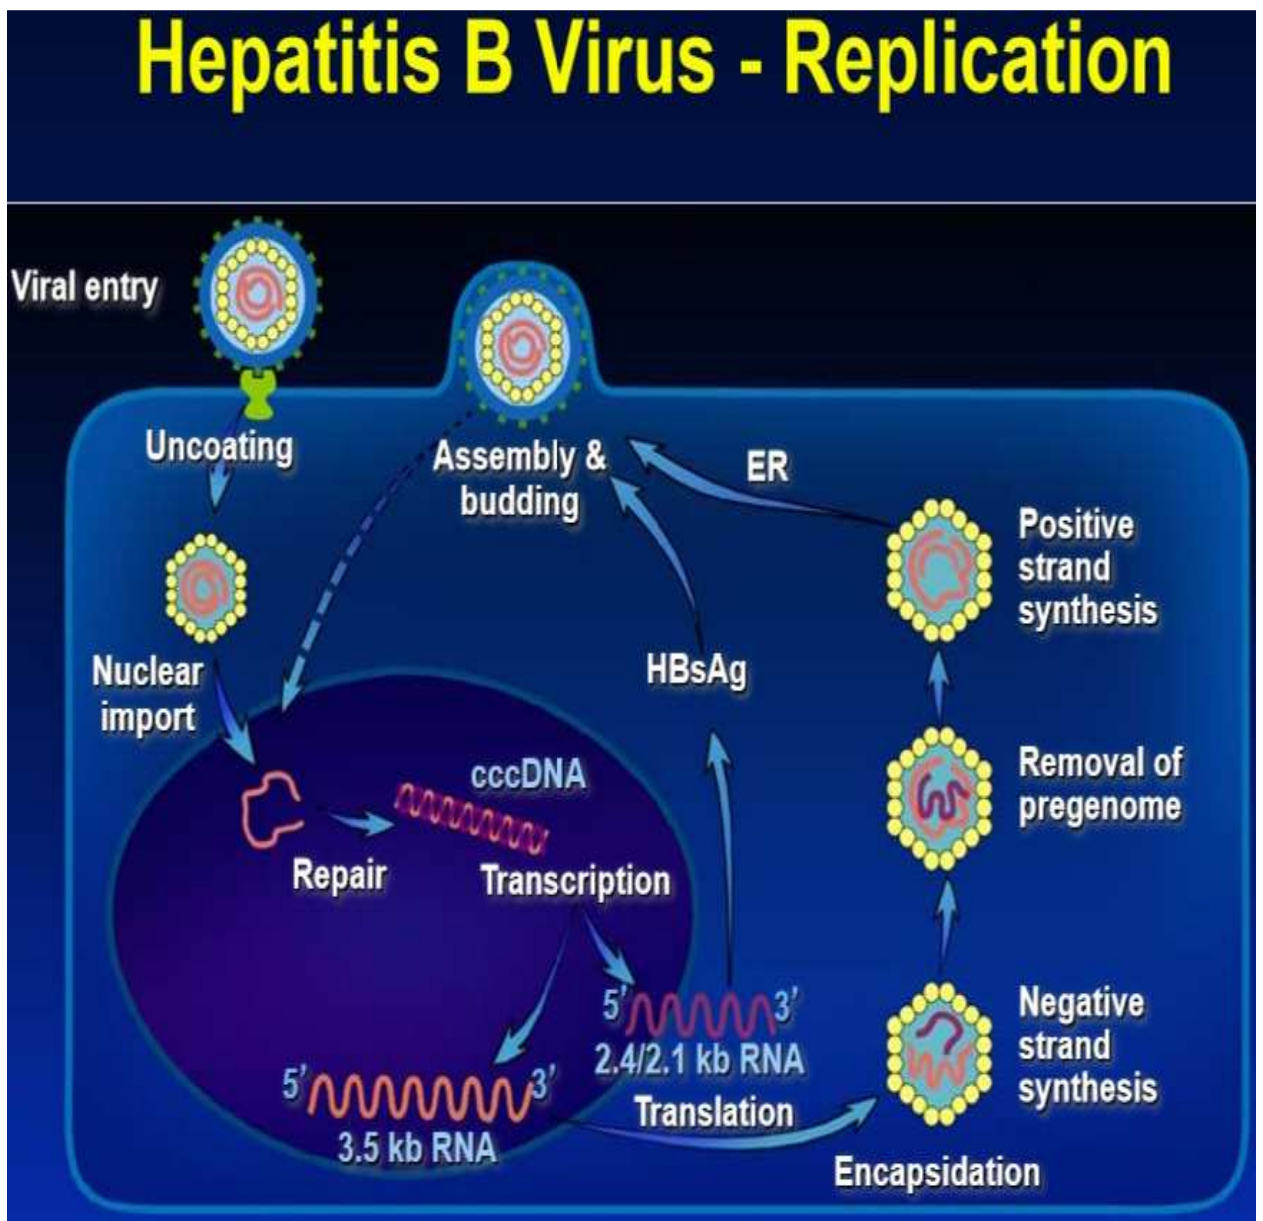 Hepatitis B Virus - Replication
Viral entry
Uncoating
Assembly &
budding
ER
Positive
strand
synthesis
Nuclear
import
HBsAg
cccDNA
Removal of
pregenome
Repair
Transcription
5’ 3’
2.4/2.1 kb RNA
Negative
strand
synthesis
5’ 3’
3.5 kb RNA
Translation
Encapsidation